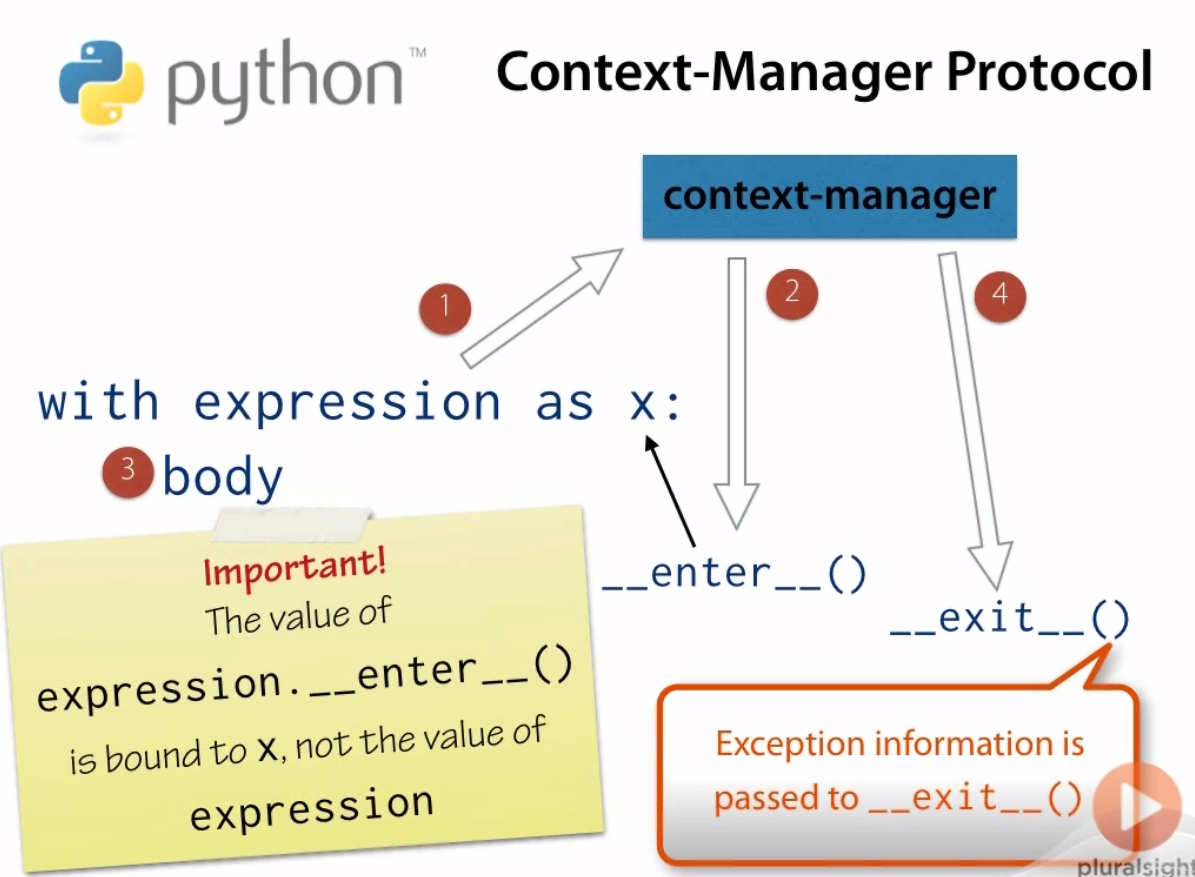 python™
Context-Manager Protocol
context-manager
1
2
4
with expression as x:
3 body
__enter__()
__exit__()
Important!
The value of
expression.__enter__()
is bound to x, not the value of
expression
Exception information is
passed to __exit__()
pluralsight